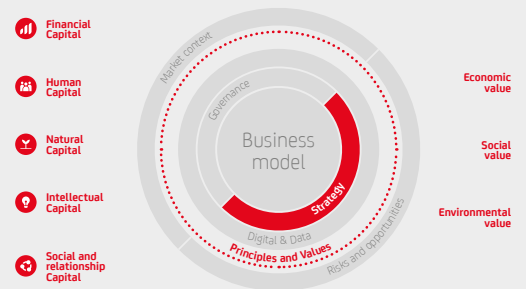 Financial
Capital
Human
Capital
Natural
Capital
Intellectual
Capital
Social and
relationship
Capital
Market context
Governance
Business
model
Strategy
Digital & Data
Principles and Values
Risks and opportunities
Economic
value
Social
value
Environmental
value